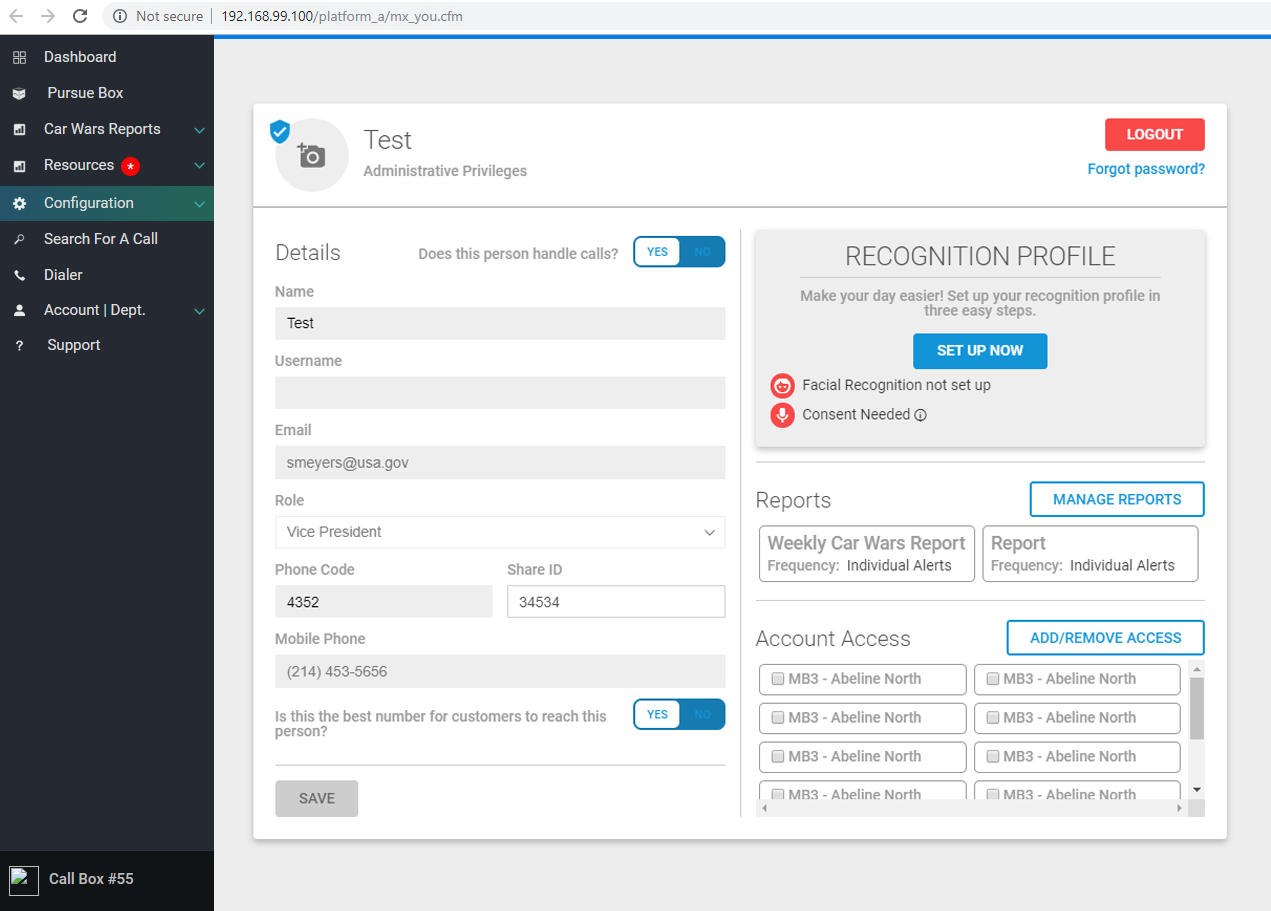 Not secure | 192.168.99.100/platform_a/mx_you.cfm
Dashboard
Pursue Box
Car Wars Reports
Resources *
Configuration
Search For A Call
Dialer
Account | Dept.
? Support
Call Box #55
Test
Administrative Privileges
LOGOUT
Forgot password?
Details
Does this person handle calls? YES NO
Name
Test
Username
Email
smeyers@usa.gov
Role
Vice President
Phone Code Share ID
4352 34534
Mobile Phone
(214) 453-5656
Is this the best number for customers to reach this
person?
YES NO
SAVE
RECOGNITION PROFILE
Make your day easier! Set up your recognition profile in
three easy steps.
SET UP NOW
Facial Recognition not set up
Consent Needed
Reports MANAGE REPORTS
Weekly Car Wars Report
Frequency: Individual Alerts
Report
Frequency: Individual Alerts
Account Access ADD/REMOVE ACCESS
MB3 - Abeline North MB3 - Abeline North
MB3 - Abeline North MB3 - Abeline North
MB3 - Abeline North MB3 - Abeline North
MB3 - Abeline North MB3 - Abeline North